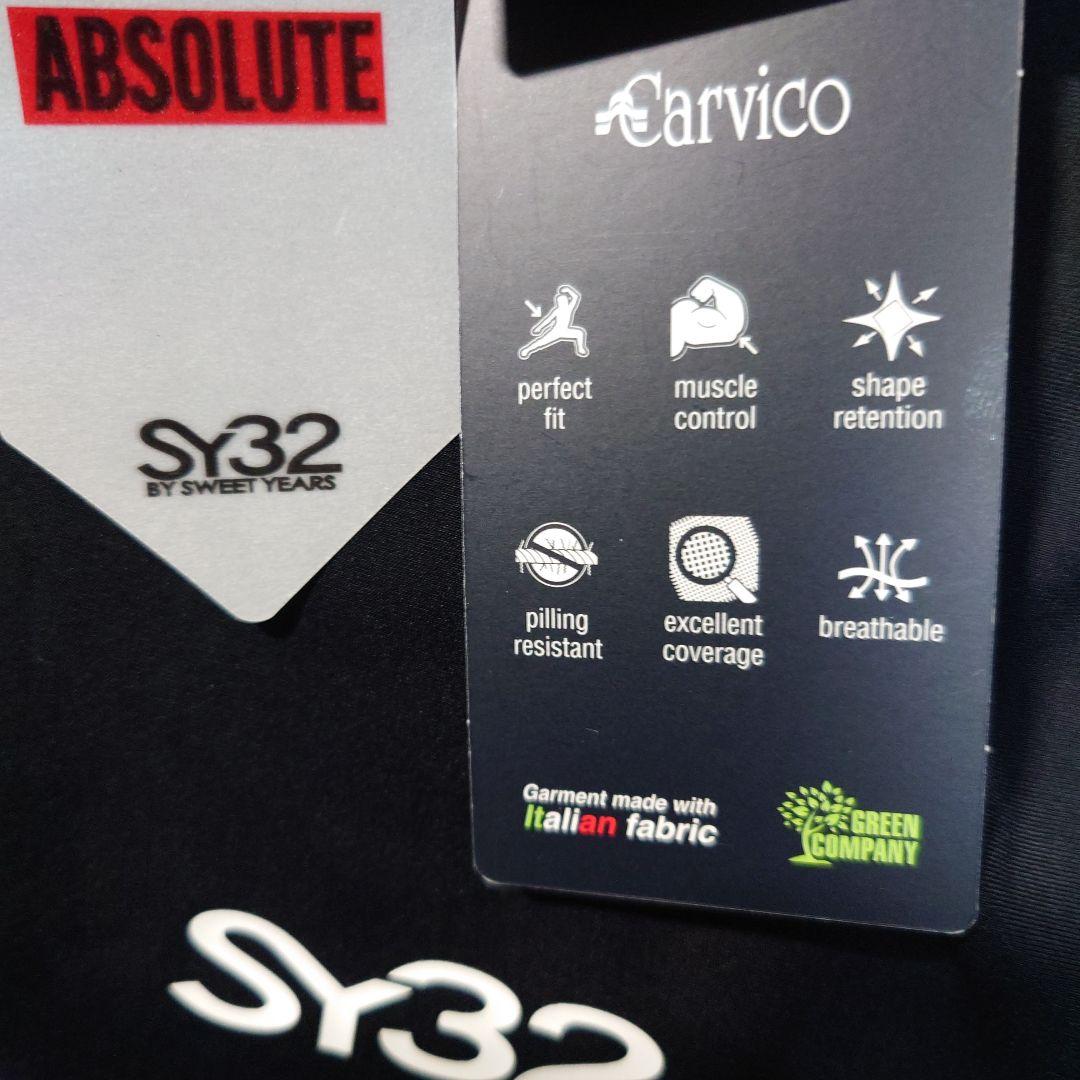 ABSOLUTE
SY32
BY SWEET YEARS
Carvico
perfect
fit
muscle
control
shape
retention
pilling
resistant
excellent
coverage
breathable
Garment made with
Italian fabric
GREEN
COMPANY
SY32